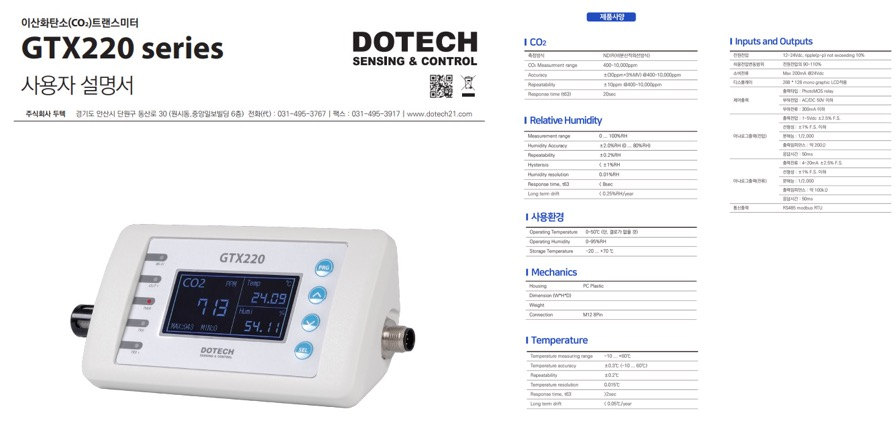 이산화탄소(CO₂)트랜스미터
GTX220 series
사용자 설명서
DOTECH
SENSING & CONTROL
주식회사 두텍 경기도 안산시 단원구 동산로 30 (원시동,중앙일보빌딩 6층) 전화(代) : 031-495-3767 | 팩스 : 031-495-3917 | www.dotech21.com
GTX220
CO2 PPM
713
MAX:943 MIN:0
Temp ℃
24.09
Humi %
54.11
PRG
SEL
DOTECH
SENSING & CONTROL
제품사양
CO₂
측정방식 NDIR(비분산적외선방식)
CO₂ Measurment range 400~10,000ppm
Accuracy ±(30ppm+3%MV) @400~10,000ppm
Repeatability ±10ppm @400~10,000ppm
Response time (t63) 20sec
Relative Humidity
Measurement range 0 ... 100%RH
Humidity Accuracy ±2.0%RH (0 ... 80%RH)
Repeatability ±0.2%RH
Hysterisis < ±1%RH
Humidity resolution 0.01%RH
Response time, t63 < 8sec
Long term drift < 0.25%RH/year
사용환경
Operating Temperature 0~50℃ (단, 결로가 없을 것)
Operating Humidity 0~95%RH
Storage Temperature -20 ... +70 ℃
Mechanics
Housing PC Plastic
Dimension (W*H*D)
Weight
Connection M12 8Pin
Temperature
Temperature measuring range -10 ... +60℃
Temperature accuracy ±0.3℃ (-10 ... 60℃)
Repeatability ±0.2℃
Temperature resolution 0.015℃
Response time, t63 >2sec
Long term drift < 0.05℃/year
Inputs and Outputs
전원전압 12~24Vdc, ripple(p-p) not exceeding 10%
허용전압변동범위 전원전압의 90~110%
소비전류 Max 200mA @24Vdc
디스플레이 268 * 128 mono graphic LCD적용
제어출력 출력타입 : PhotoMOS relay
부하전압 : AC/DC 50V 이하
부하전류 : 300mA 이하
아나로그출력(전압) 출력전압 : 1~5Vdc ±2.5% F.S.
선형성 : ±1% F.S. 이하
분해능 : 1/2,000
출력임피던스 : 약 200Ω
응답시간 : 50ms
아나로그출력(전류) 출력전류 : 4~20mA ±2.5% F.S.
선형성 : ±1% F.S. 이하
분해능 : 1/2,000
출력임피던스 : 약 100kΩ
응답시간 : 50ms
통신출력 RS485 modbus RTU